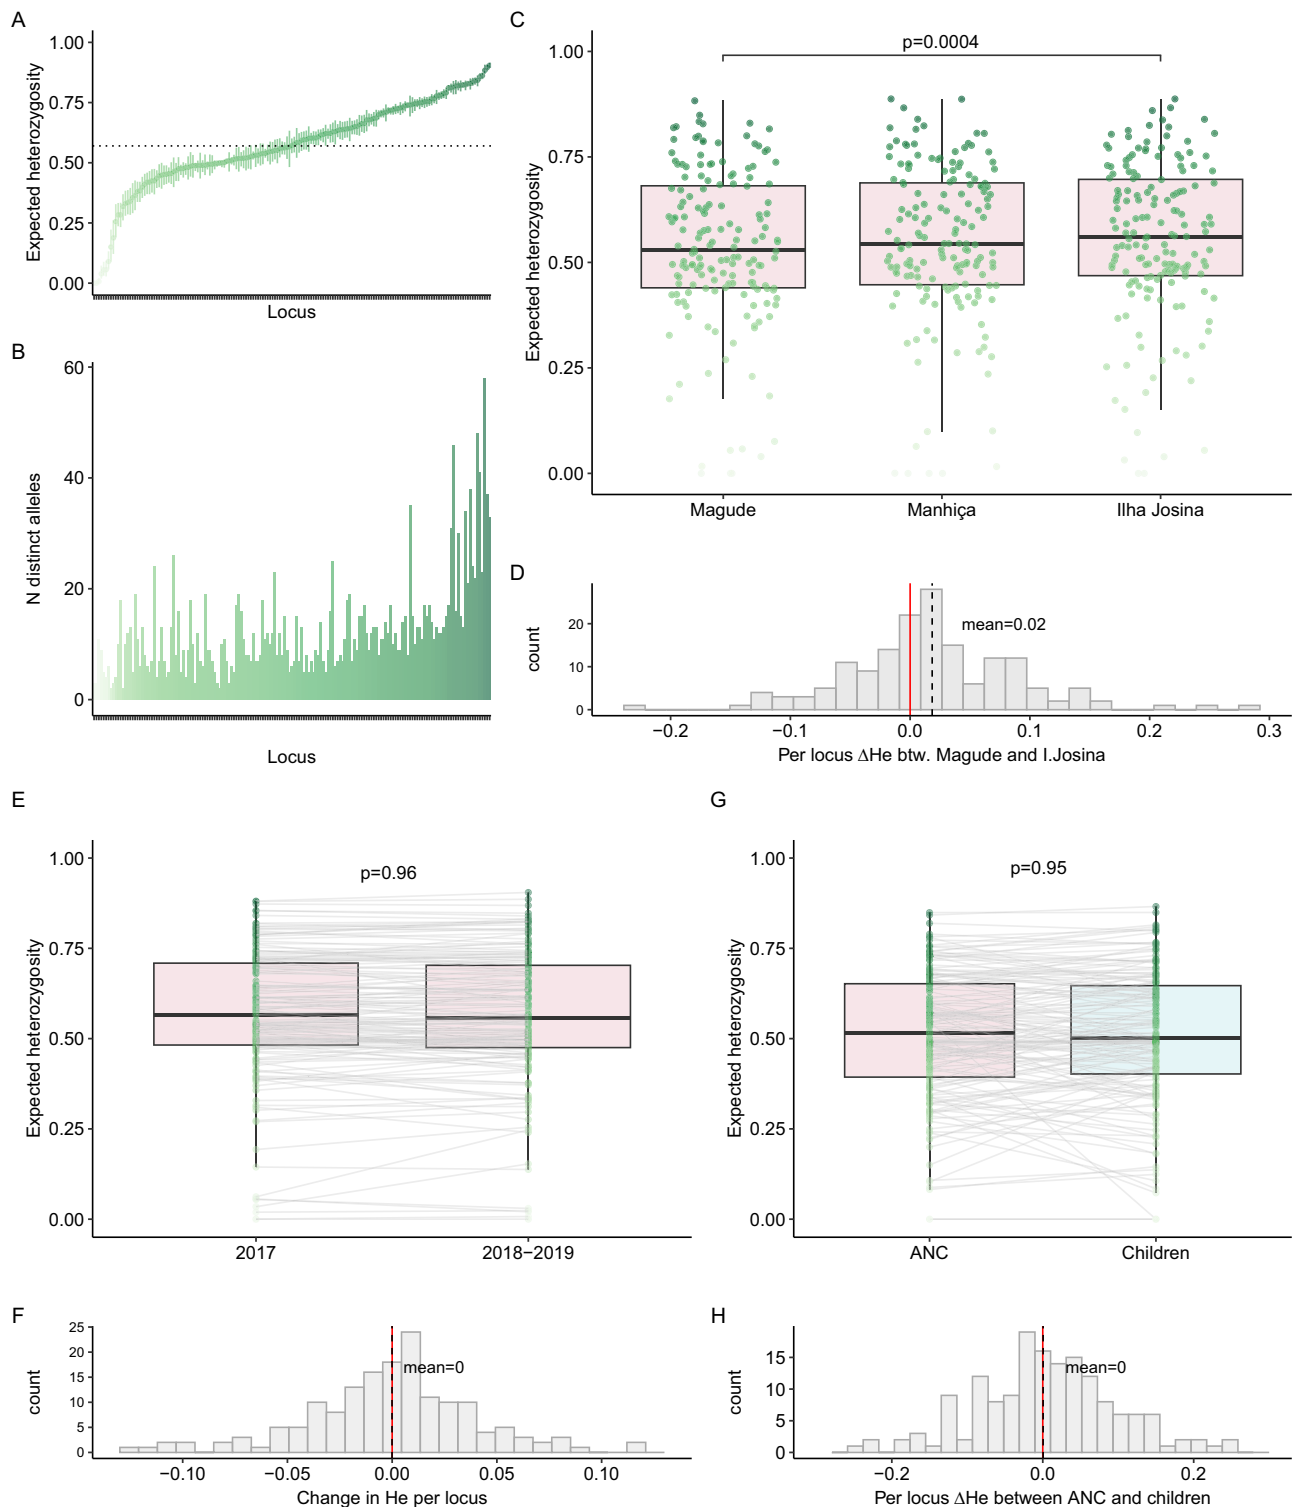 A
1.00
0.75
0.50
0.25
0.00
Expected heterozygosity
Locus
B
60
40
20
0
N distinct alleles
Locus
C
1.00
0.75
0.50
0.25
0.00
Expected heterozygosity
p=0.0004
Magude
Manhiça
Ilha Josina
D
20
10
0
count
mean=0.02
−0.2
−0.1
0.0
0.1
0.2
0.3
Per locus ΔHe btw. Magude and I.Josina
E
1.00
0.75
0.50
0.25
0.00
Expected heterozygosity
p=0.96
2017
2018−2019
G
1.00
0.75
0.50
0.25
0.00
Expected heterozygosity
p=0.95
ANC
Children
F
25
20
15
10
5
0
count
mean=0
−0.10
−0.05
0.00
0.05
0.10
Change in He per locus
H
15
10
5
0
count
mean=0
−0.2
0.0
0.2
Per locus ΔHe between ANC and children